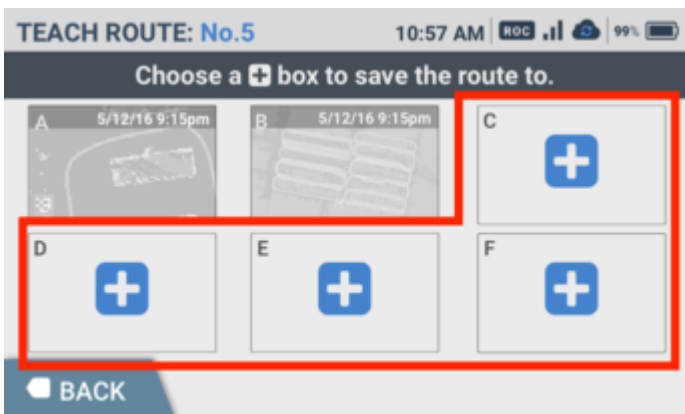 TEACH ROUTE: No.5 10:57 AM ROC 99%
Choose a + box to save the route to.
A 5/12/16 9:15pm B 5/12/16 9:15pm C
D E F
BACK